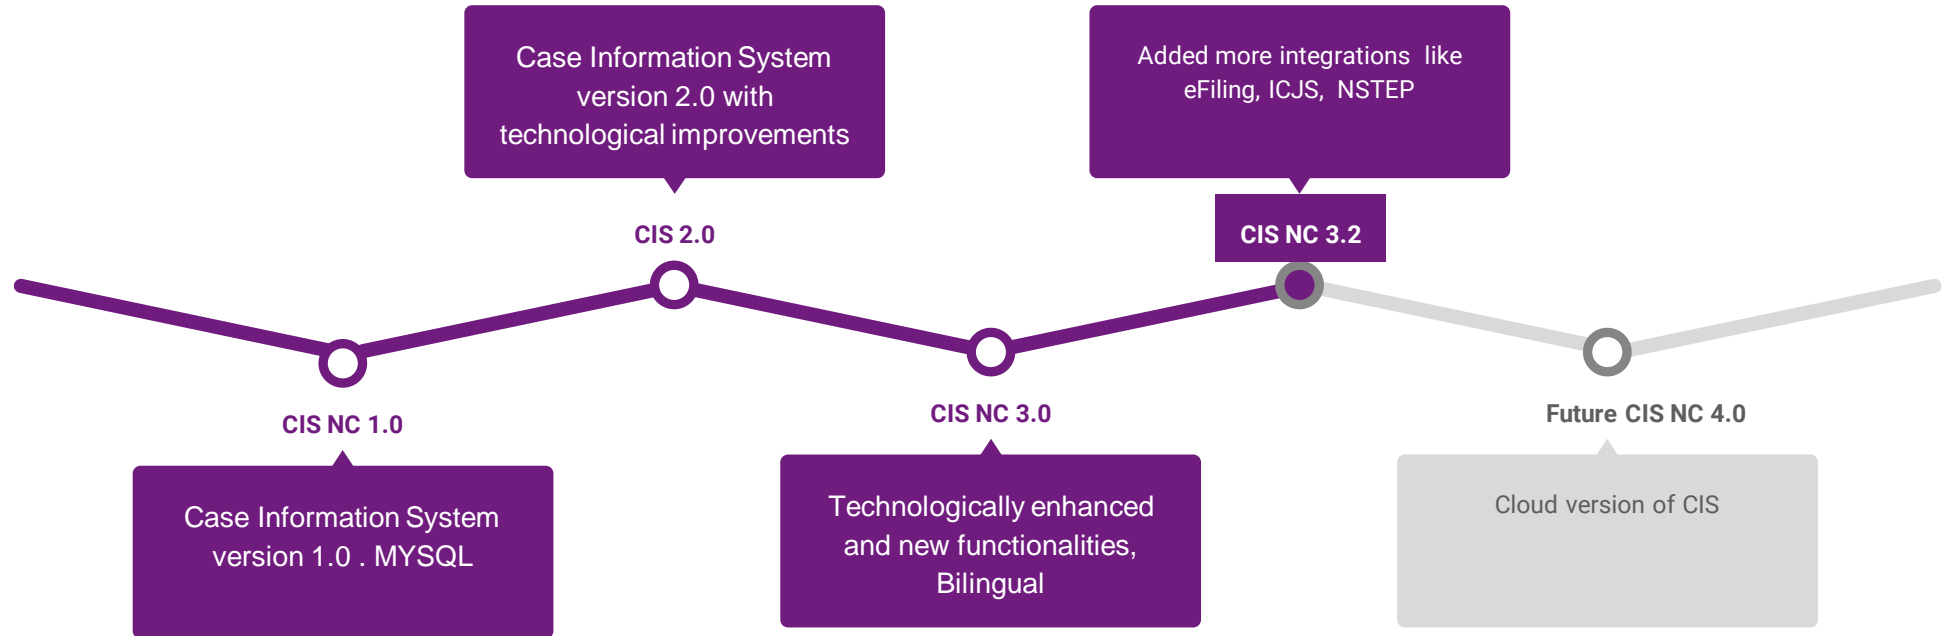 Case Information System
version 2.0 with
technological improvements
Added more integrations like
eFiling, ICJS, NSTEP
CIS 2.0
CIS NC 3.2
CIS NC 1.0
CIS NC 3.0
Future CIS NC 4.0
Case Information System
version 1.0 . MYSQL
Technologically enhanced
and new functionalities,
Bilingual
Cloud version of CIS